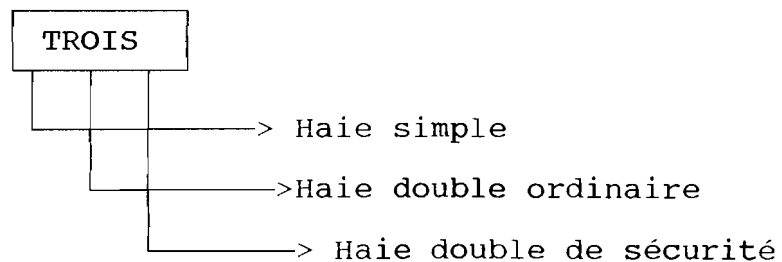 TROIS
> Haie simple
>Haie double ordinaire
> Haie double de sécurité